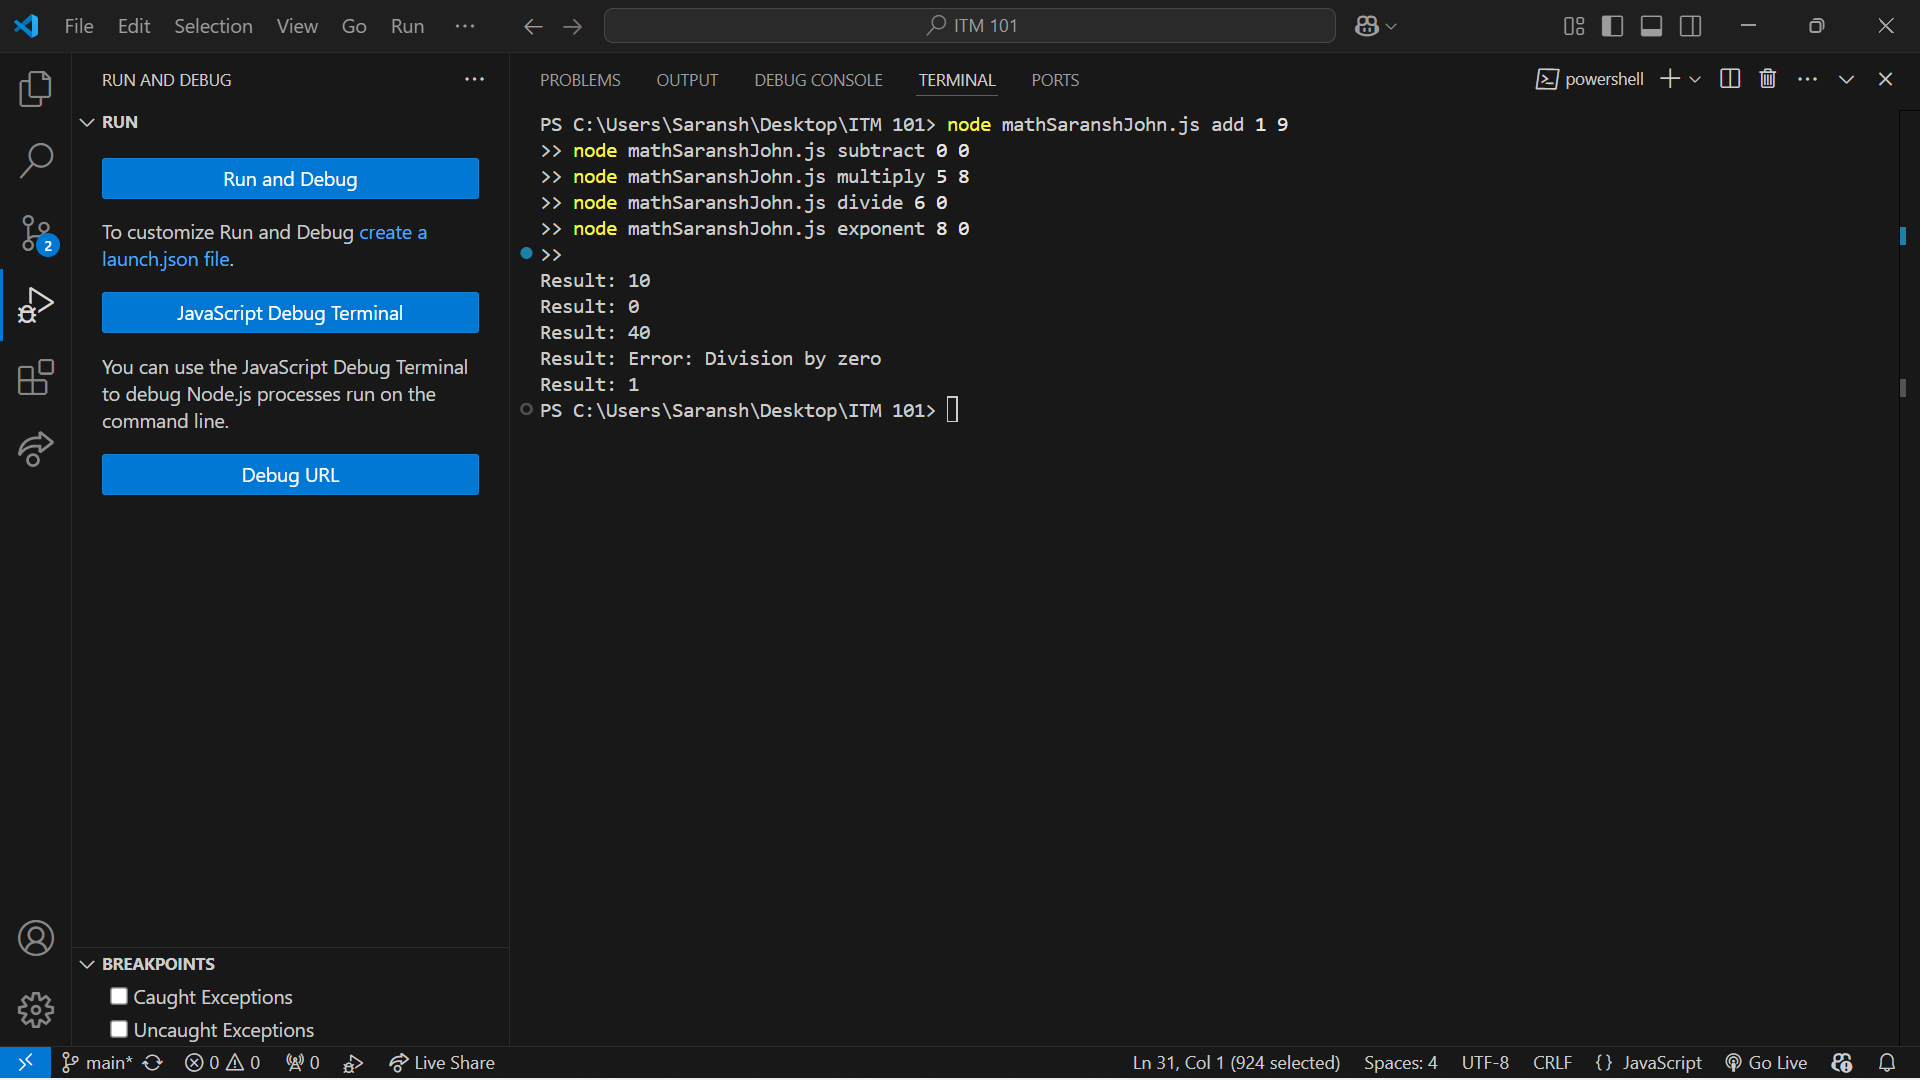 File Edit Selection View Go Run ··· ITM 101
RUN AND DEBUG
RUN
Run and Debug
To customize Run and Debug create a
launch.json file.
JavaScript Debug Terminal
You can use the JavaScript Debug Terminal
to debug Node.js processes run on the
command line.
Debug URL
2
BREAKPOINTS
Caught Exceptions
Uncaught Exceptions
PROBLEMS OUTPUT DEBUG CONSOLE TERMINAL PORTS powershell
PS C:\Users\Saransh\Desktop\ITM 101> node mathSaranshJohn.js add 1 9
>> node mathSaranshJohn.js subtract 0 0
>> node mathSaranshJohn.js multiply 5 8
>> node mathSaranshJohn.js divide 6 0
>> node mathSaranshJohn.js exponent 8 0
>>
Result: 10
Result: 0
Result: 40
Result: Error: Division by zero
Result: 1
PS C:\Users\Saransh\Desktop\ITM 101>
main* 0 0 0 Live Share Ln 31, Col 1 (924 selected) Spaces: 4 UTF-8 CRLF {} JavaScript Go Live